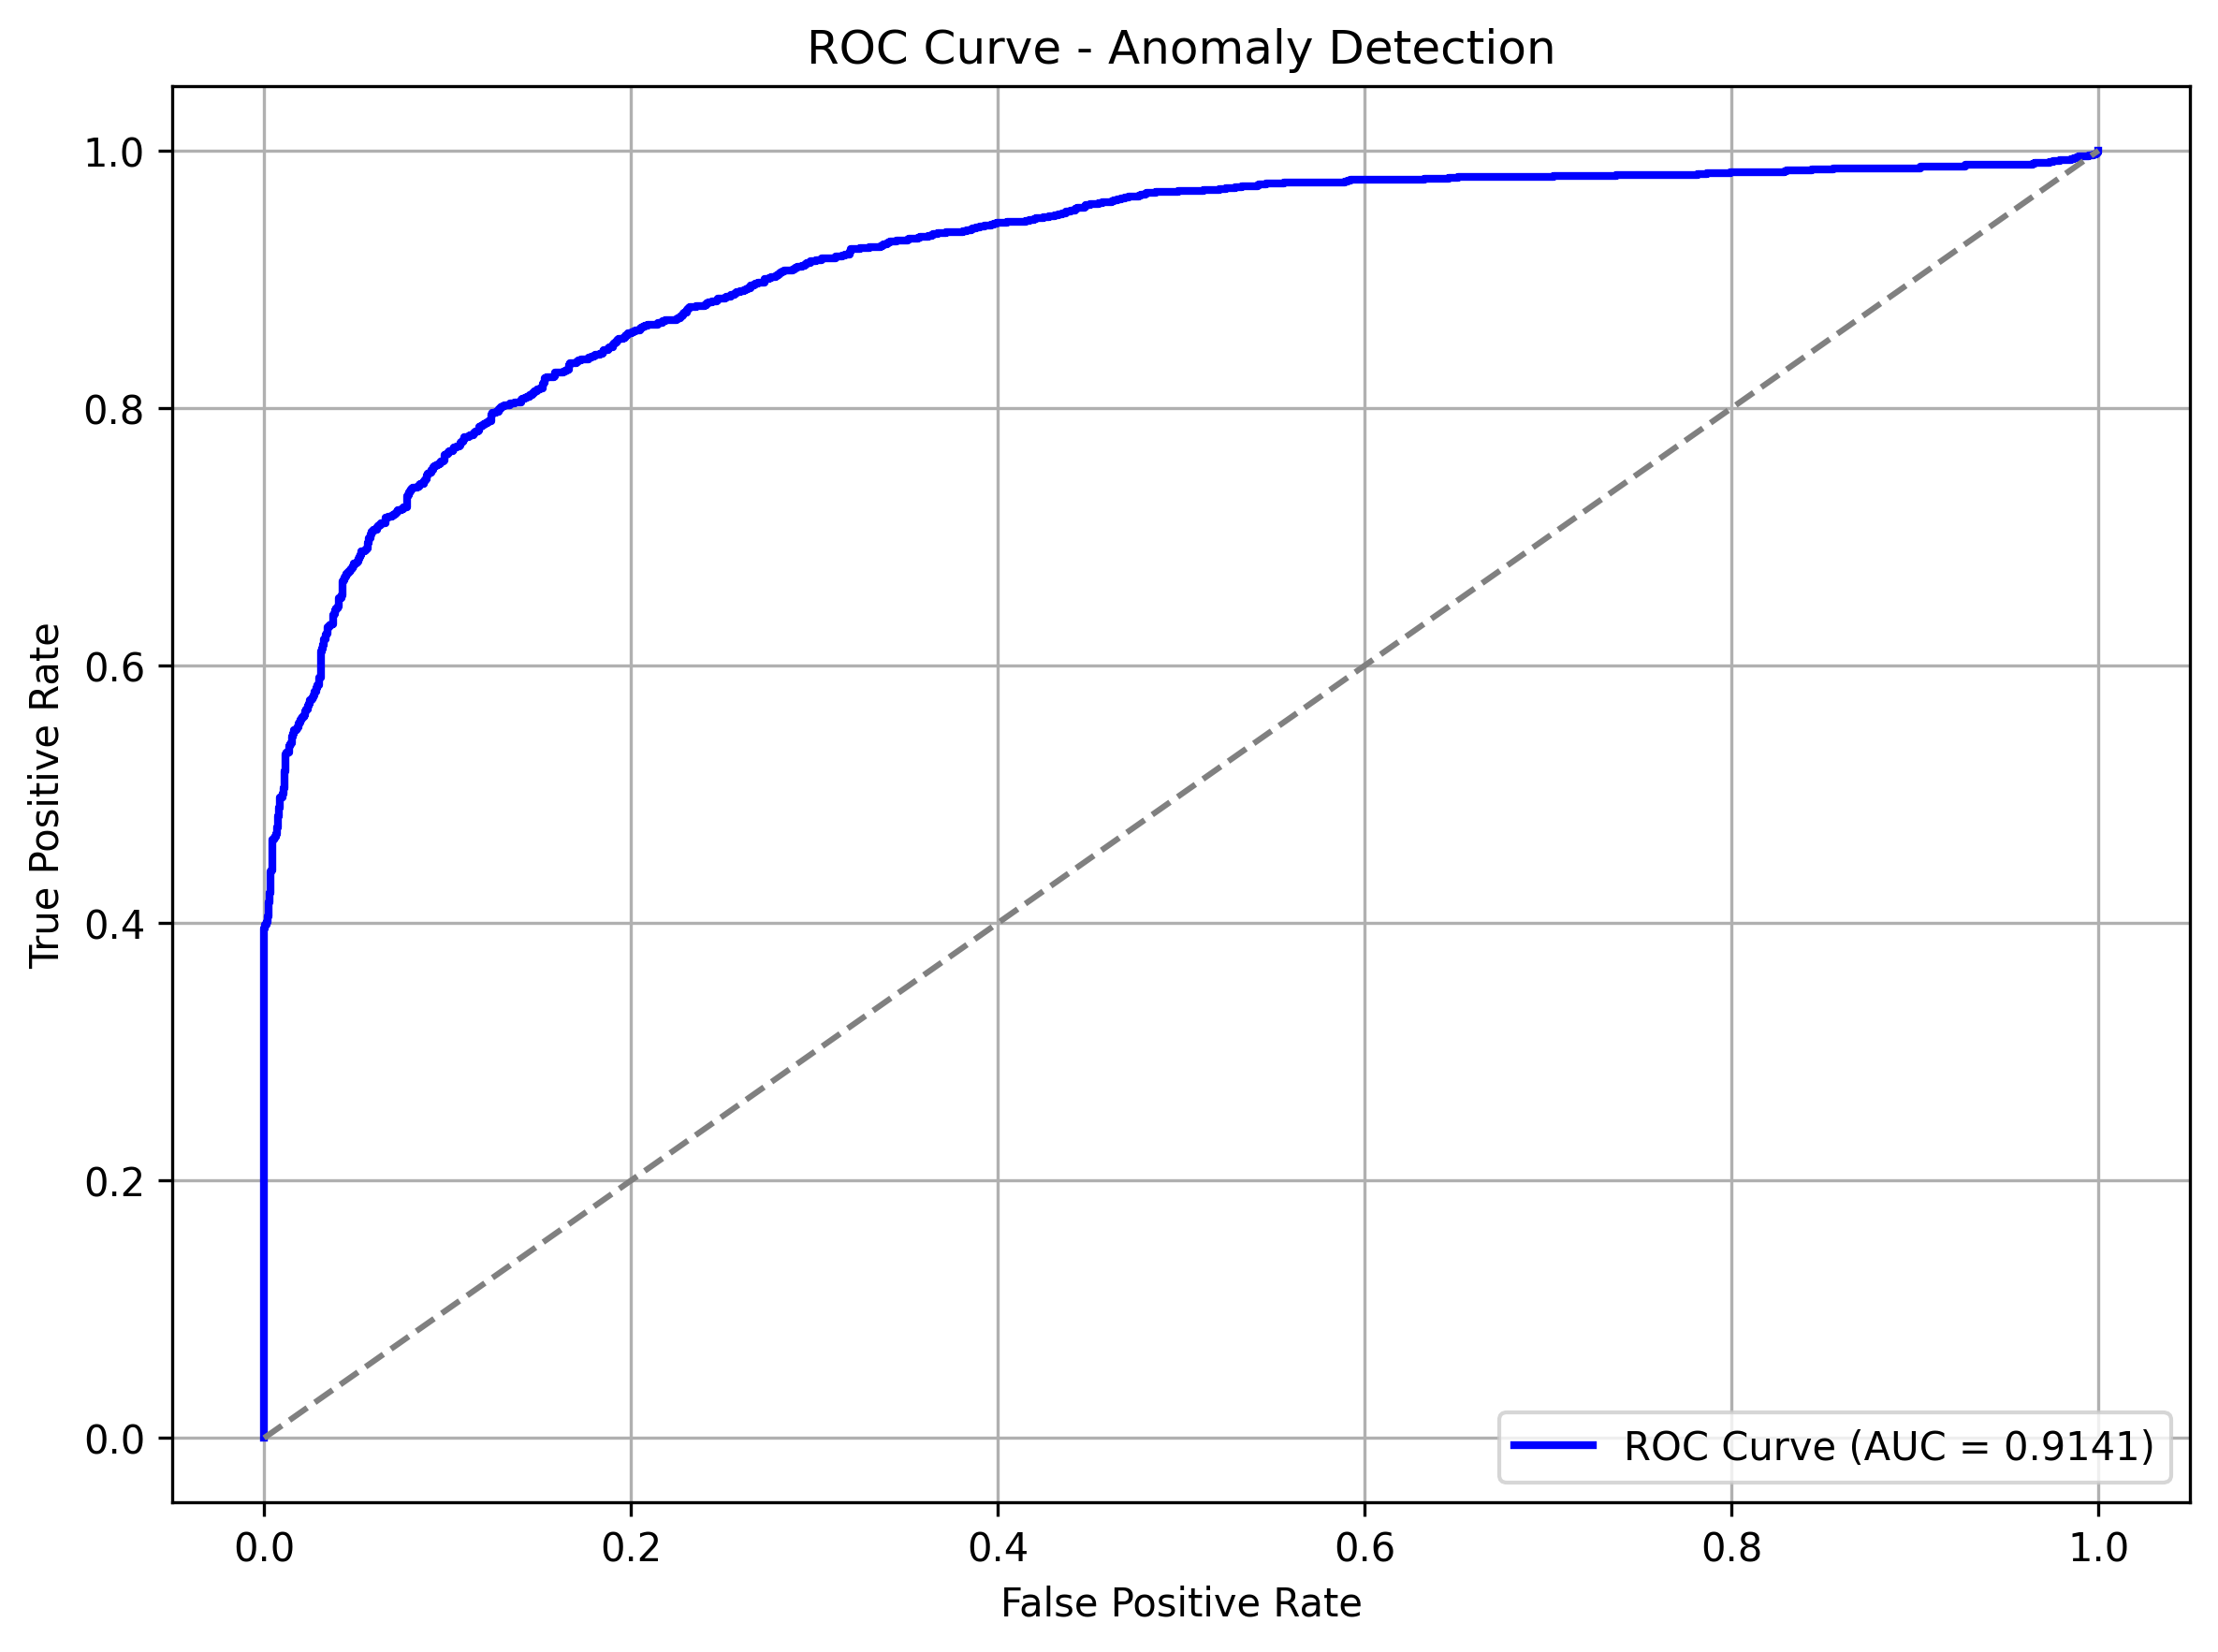 ROC Curve - Anomaly Detection
True Positive Rate
1.0
0.8
0.6
0.4
0.2
0.0
ROC Curve (AUC = 0.9141)
0.0 0.2 0.4 0.6 0.8 1.0
False Positive Rate